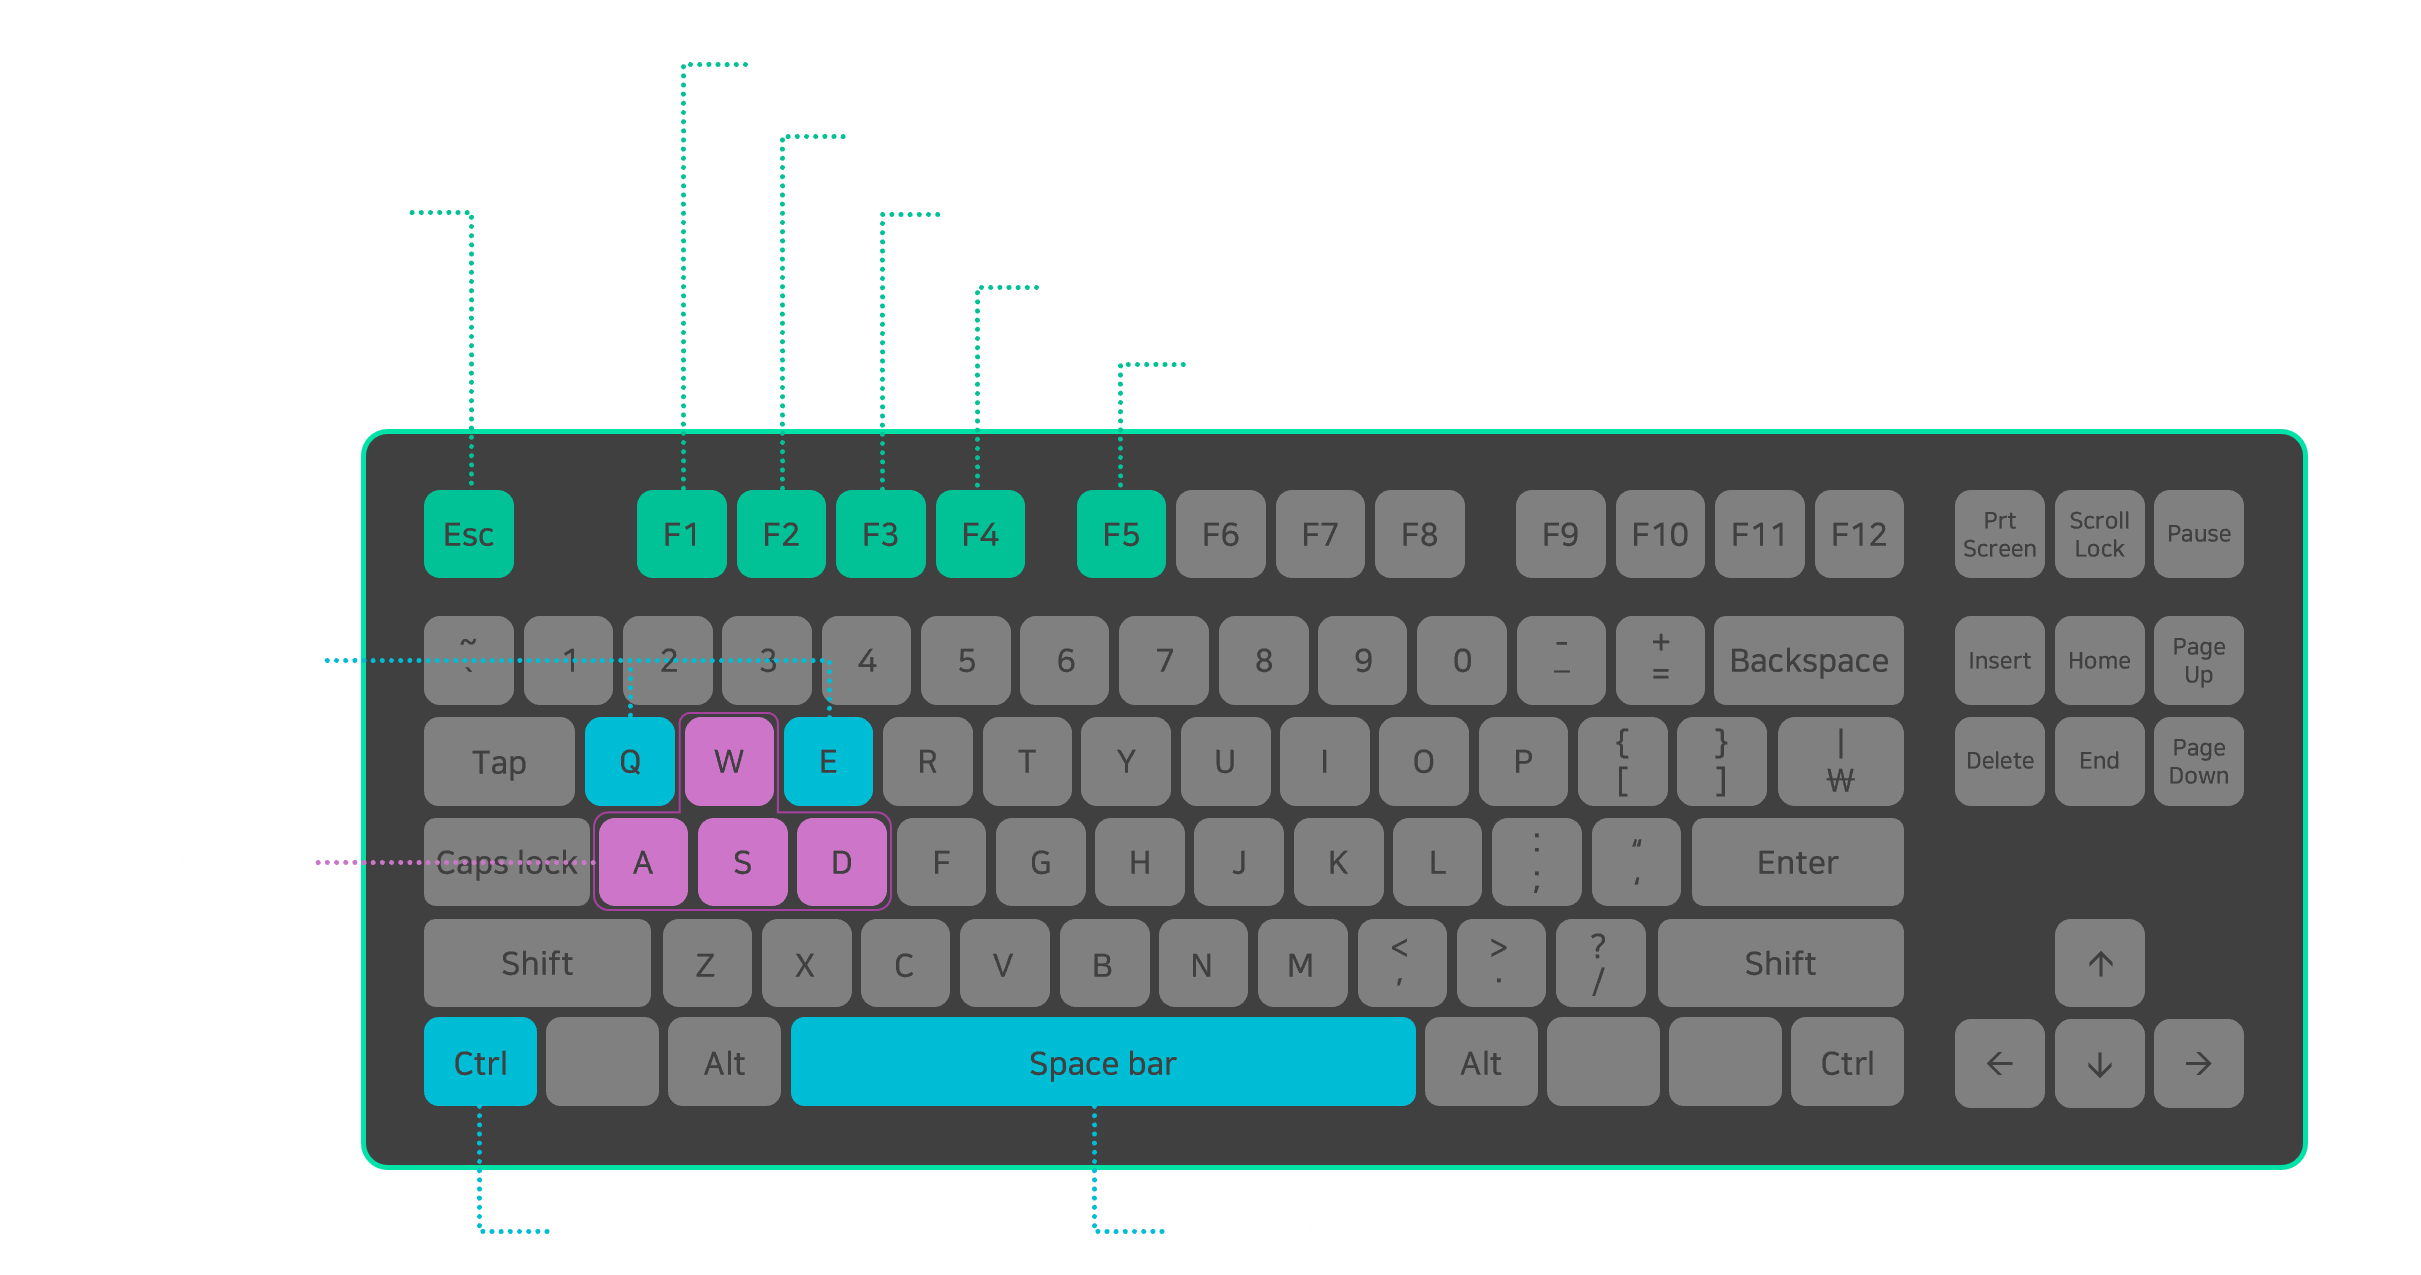 Esc F1 F2 F3 F4 F5 F6 F7 F8 F9 F10 F11 F12 Prt Screen Scroll Lock Pause
~ ` 1 2 3 4 5 6 7 8 9 0 - _ + = Backspace Insert Home Page Up
Tap Q W E R T Y U I O P { [ } ] | ₩ Delete End Page Down
Caps lock A S D F G H J K L : ; “ ‘ Enter
Shift Z X C V B N M < , > . ? / Shift ↑
Ctrl Alt Space bar Alt Ctrl ← ↓ →